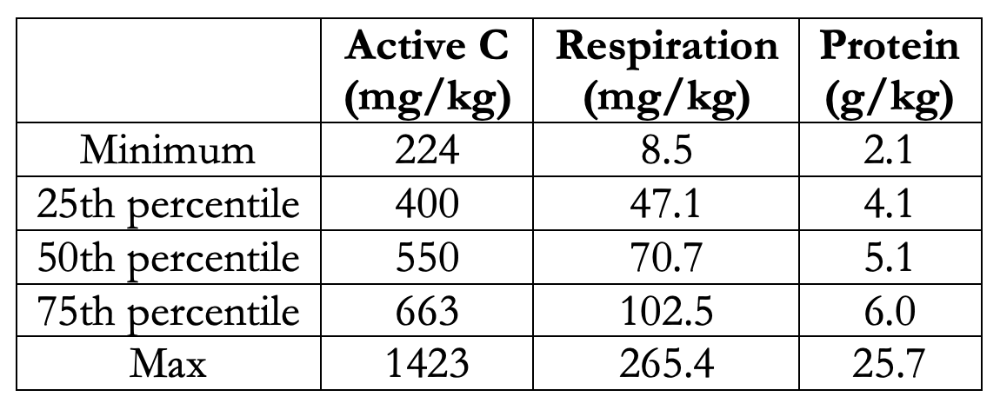 Active C Respiration Protein
(mg/kg) (mg/kg) (g/kg)
Minimum 224 8.5 2.1
25th percentile 400 47.1 4.1
50th percentile 550 70.7 5.1
75th percentile 663 102.5 6.0
Max 1423 265.4 25.7